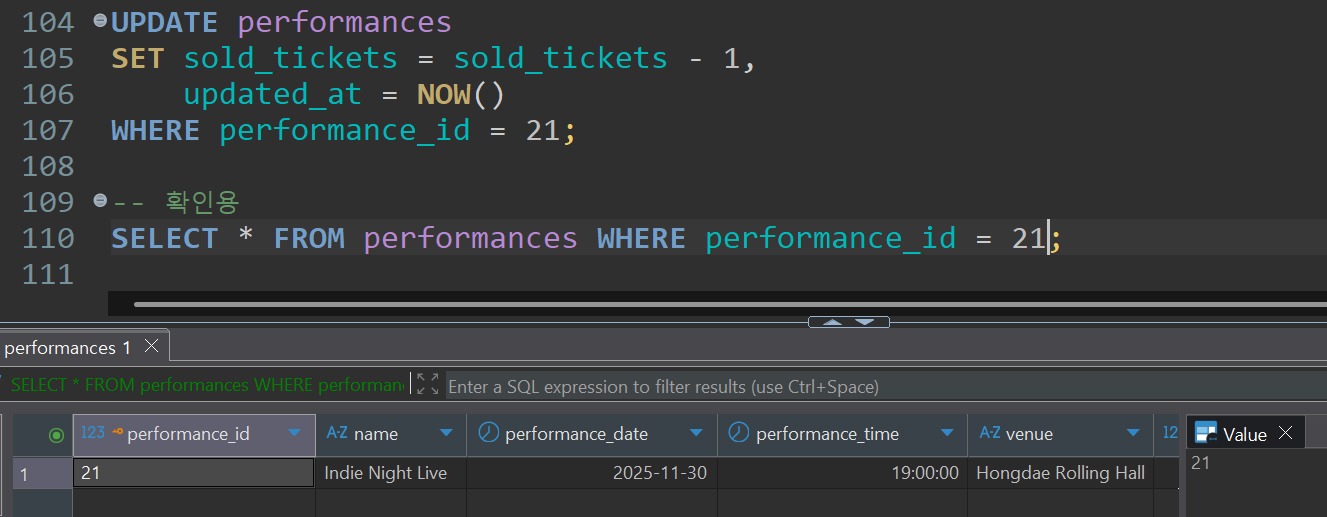 104 UPDATE performances
105 SET sold_tickets = sold_tickets - 1,
106 updated_at = NOW()
107 WHERE performance_id = 21;
108
109 -- 확인용
110 SELECT * FROM performances WHERE performance_id = 21;
111
performances 1
SELECT * FROM performances WHERE performanc Enter a SQL expression to filter results (use Ctrl+Space)
123 performance_id A-Z name performance_date performance_time A-Z venue 12 Value
1 21 Indie Night Live 2025-11-30 19:00:00 Hongdae Rolling Hall 21